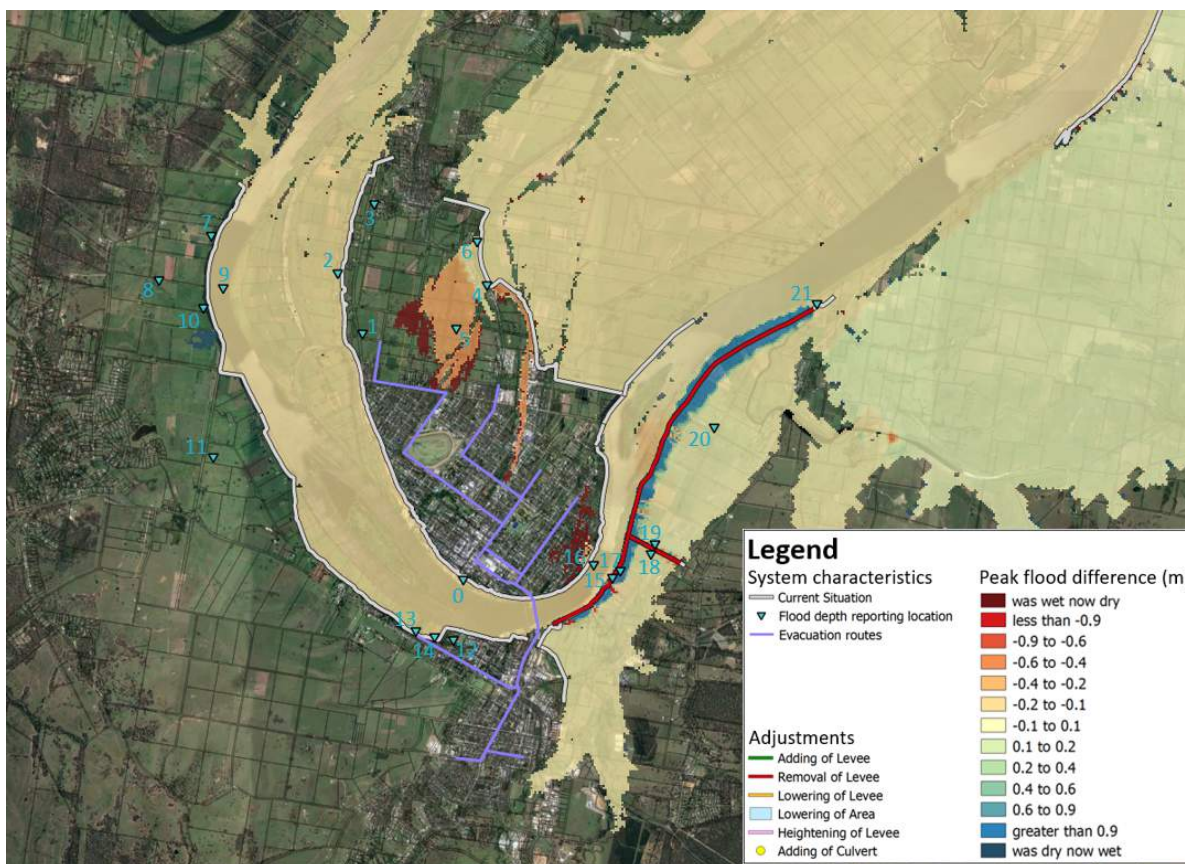 3
7
6
2
8
9
4
21
10
1
5
20
11
19
16
17
18
15
0
13
14
12
Legend
System characteristics
Current Situation
Flood depth reporting location
Evacuation routes
Adjustments
Adding of Levee
Removal of Levee
Lowering of Levee
Lowering of Area
Heightening of Levee
Adding of Culvert
Peak flood difference (m
was wet now dry
less than -0.9
-0.9 to -0.6
-0.6 to -0.4
-0.4 to -0.2
-0.2 to -0.1
-0.1 to 0.1
0.1 to 0.2
0.2 to 0.4
0.4 to 0.6
0.6 to 0.9
greater than 0.9
was dry now wet